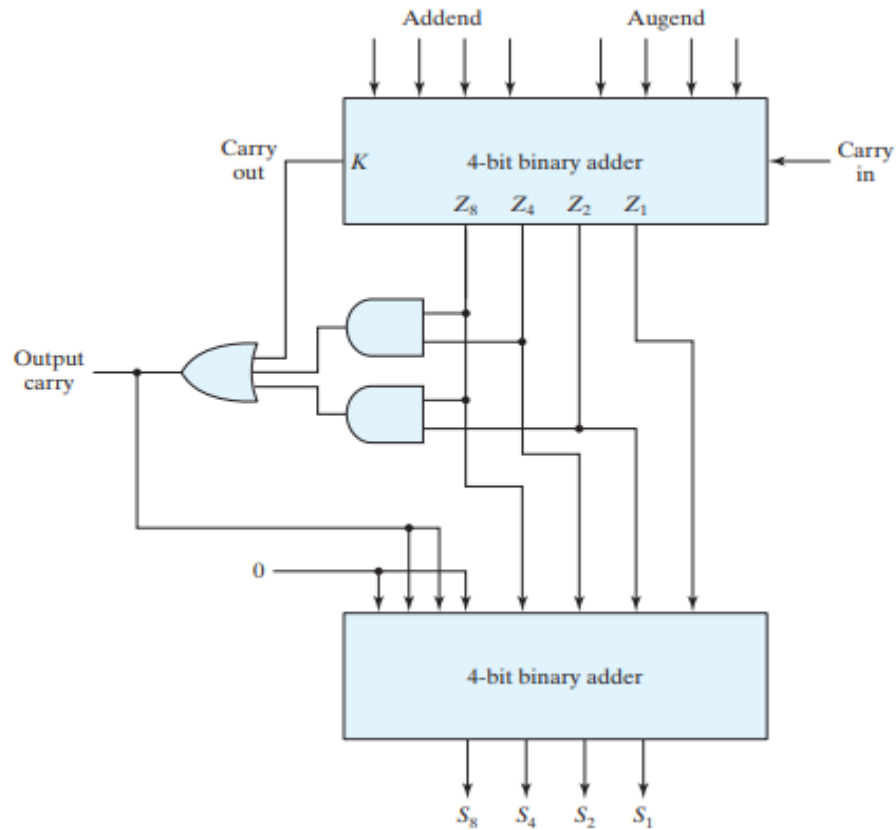 Addend Augend
Carry out
K
4-bit binary adder
Carry in
Z8 Z4 Z2 Z1
Output carry
0
4-bit binary adder
S8 S4 S2 S1